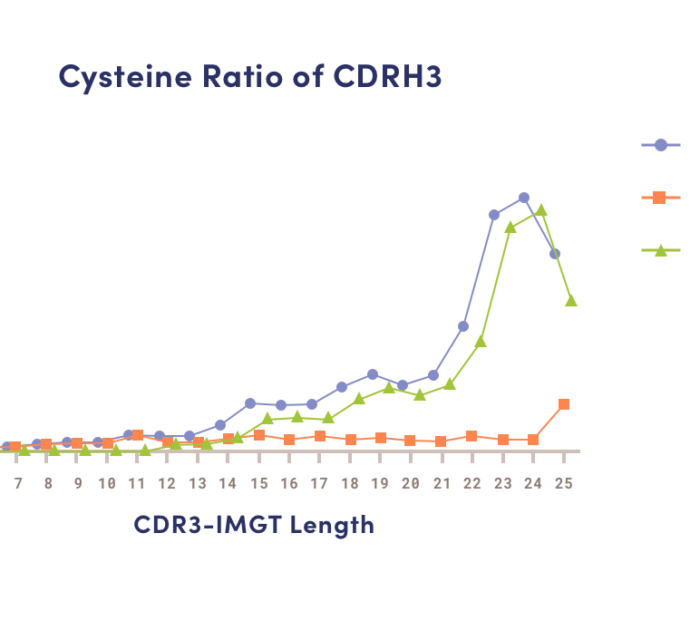 Cysteine Ratio of CDRH3
7 8 9 10 11 12 13 14 15 16 17 18 19 20 21 22 23 24 25
CDR3-IMGT Length